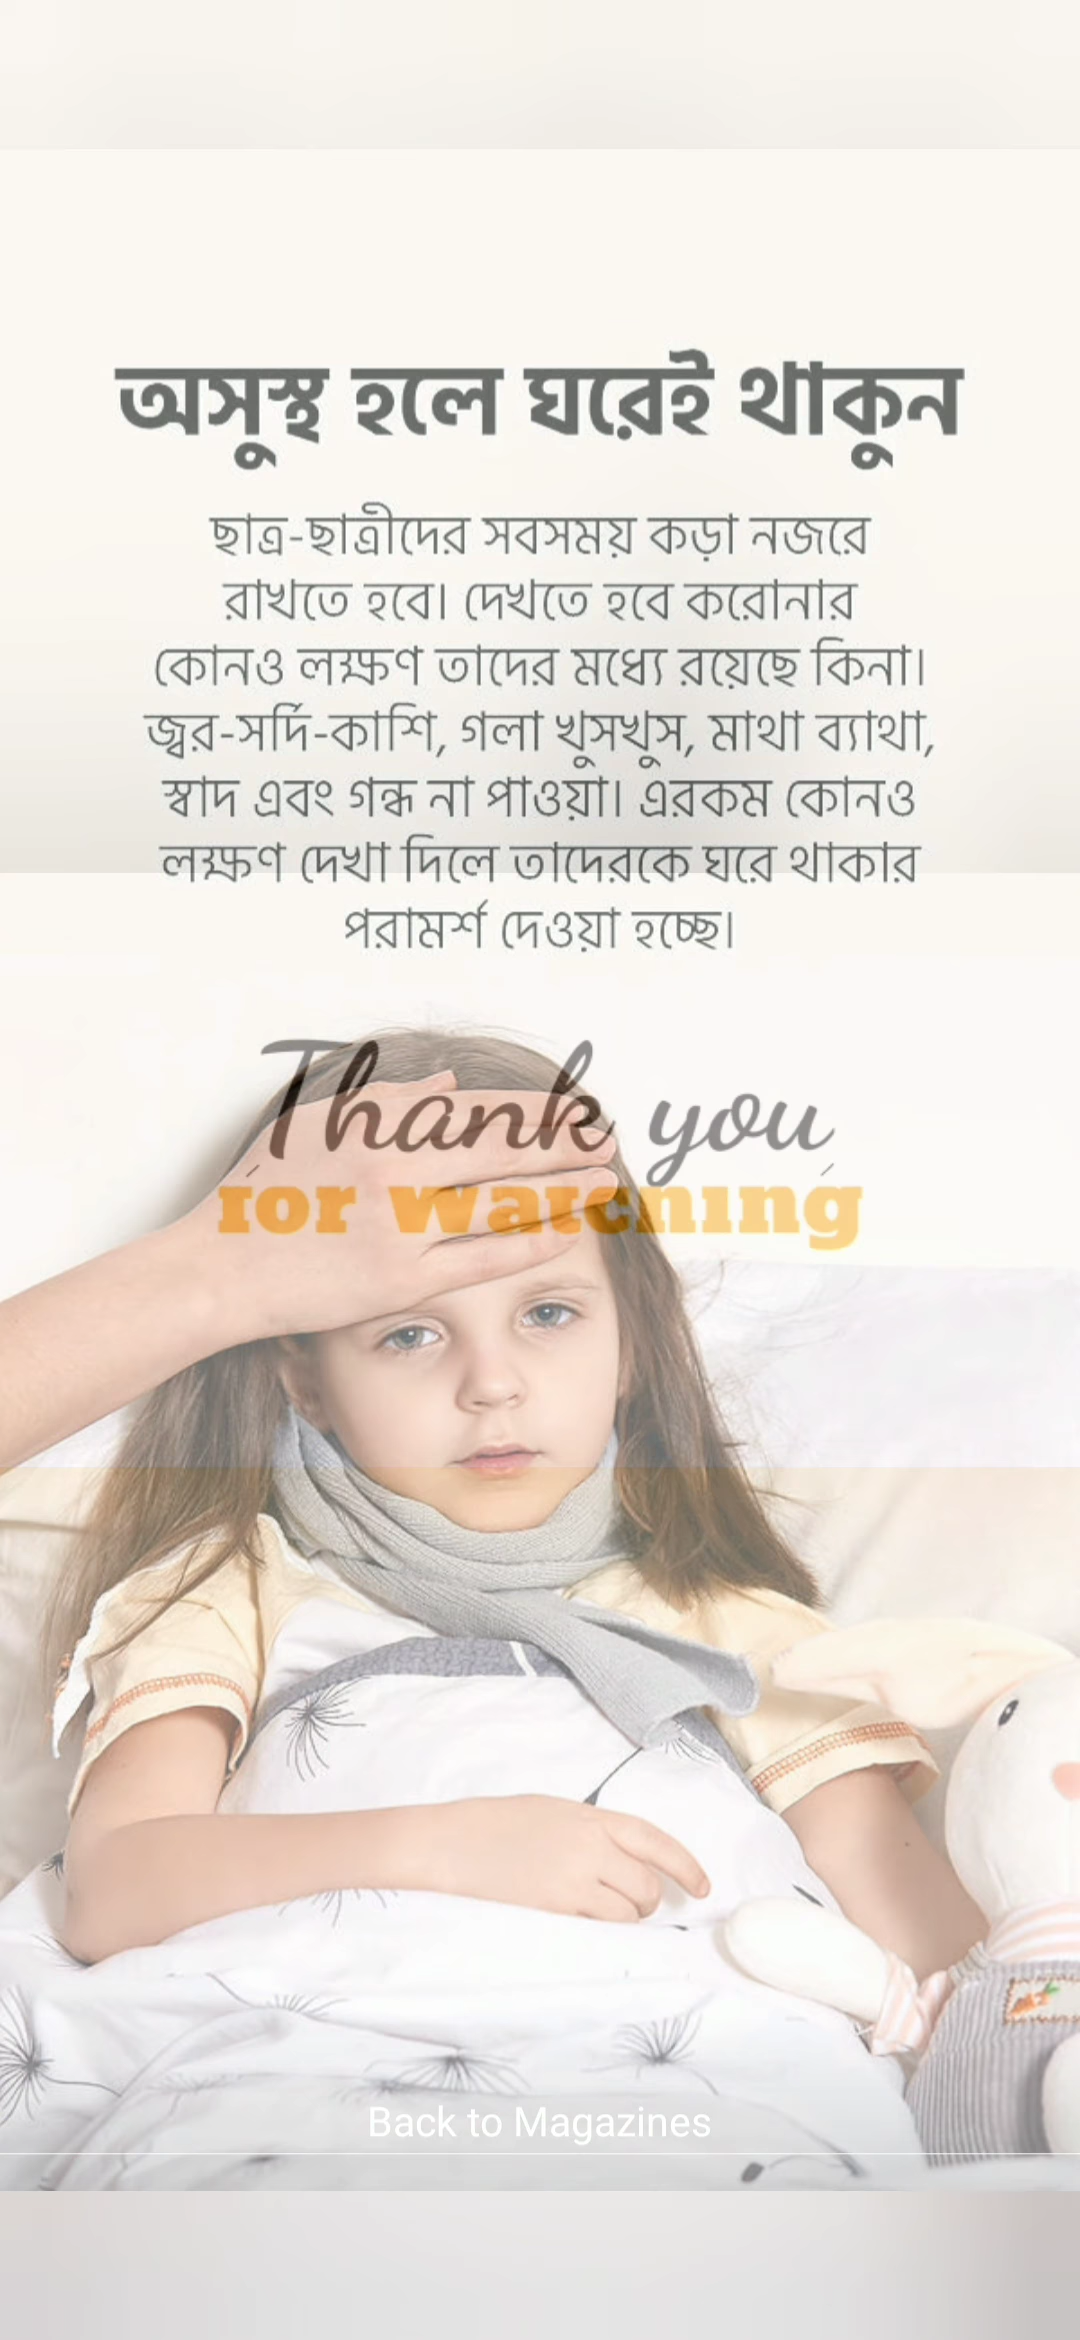 অসুস্থ হলে ঘরেই থাকুন
ছাত্র-ছাত্রীদের সবসময় কড়া নজরে
রাখতে হবে। দেখতে হবে করোনার
কোনও লক্ষণ তাদের মধ্যে রয়েছে কিনা।
জ্বর-সর্দি-কাশি, গলা খুসখুস, মাথা ব্যাথা,
স্বাদ এবং গন্ধ না পাওয়া। এরকম কোনও
লক্ষণ দেখা দিলে তাদেরকে ঘরে থাকার
পরামর্শ দেওয়া হচ্ছে।
Thank you
for watching
Back to Magazines